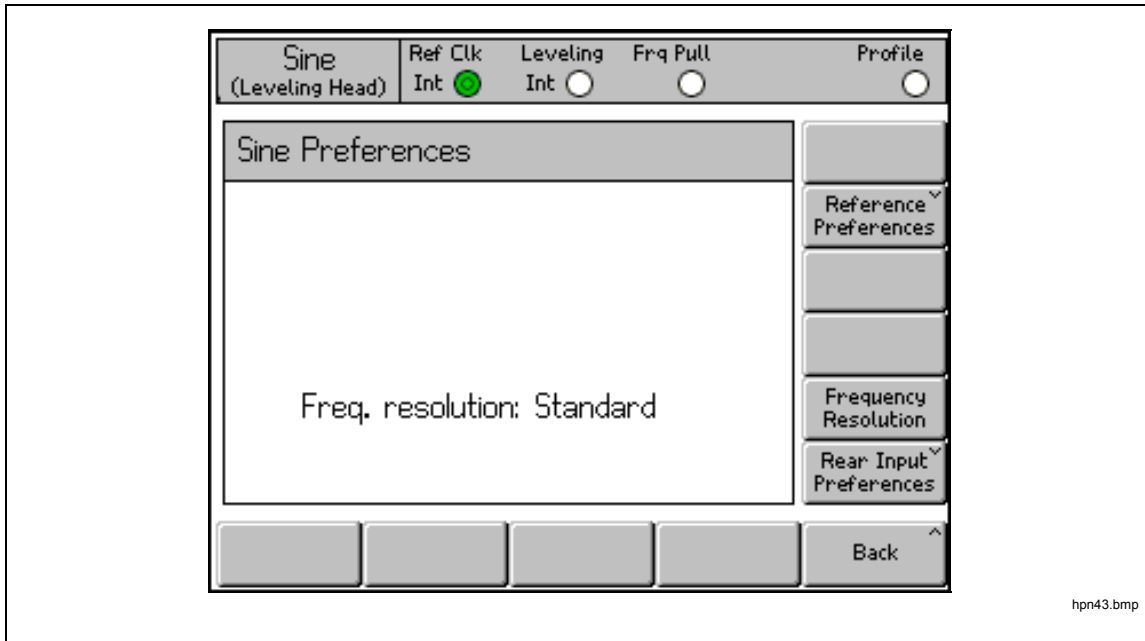 Sine
(Leveling Head)
Ref Clk
Int
Leveling
Int
Frq Pull
Profile
Sine Preferences
Reference
Preferences
Freq. resolution: Standard
Frequency
Resolution
Rear Input
Preferences
Back
hpn43.bmp